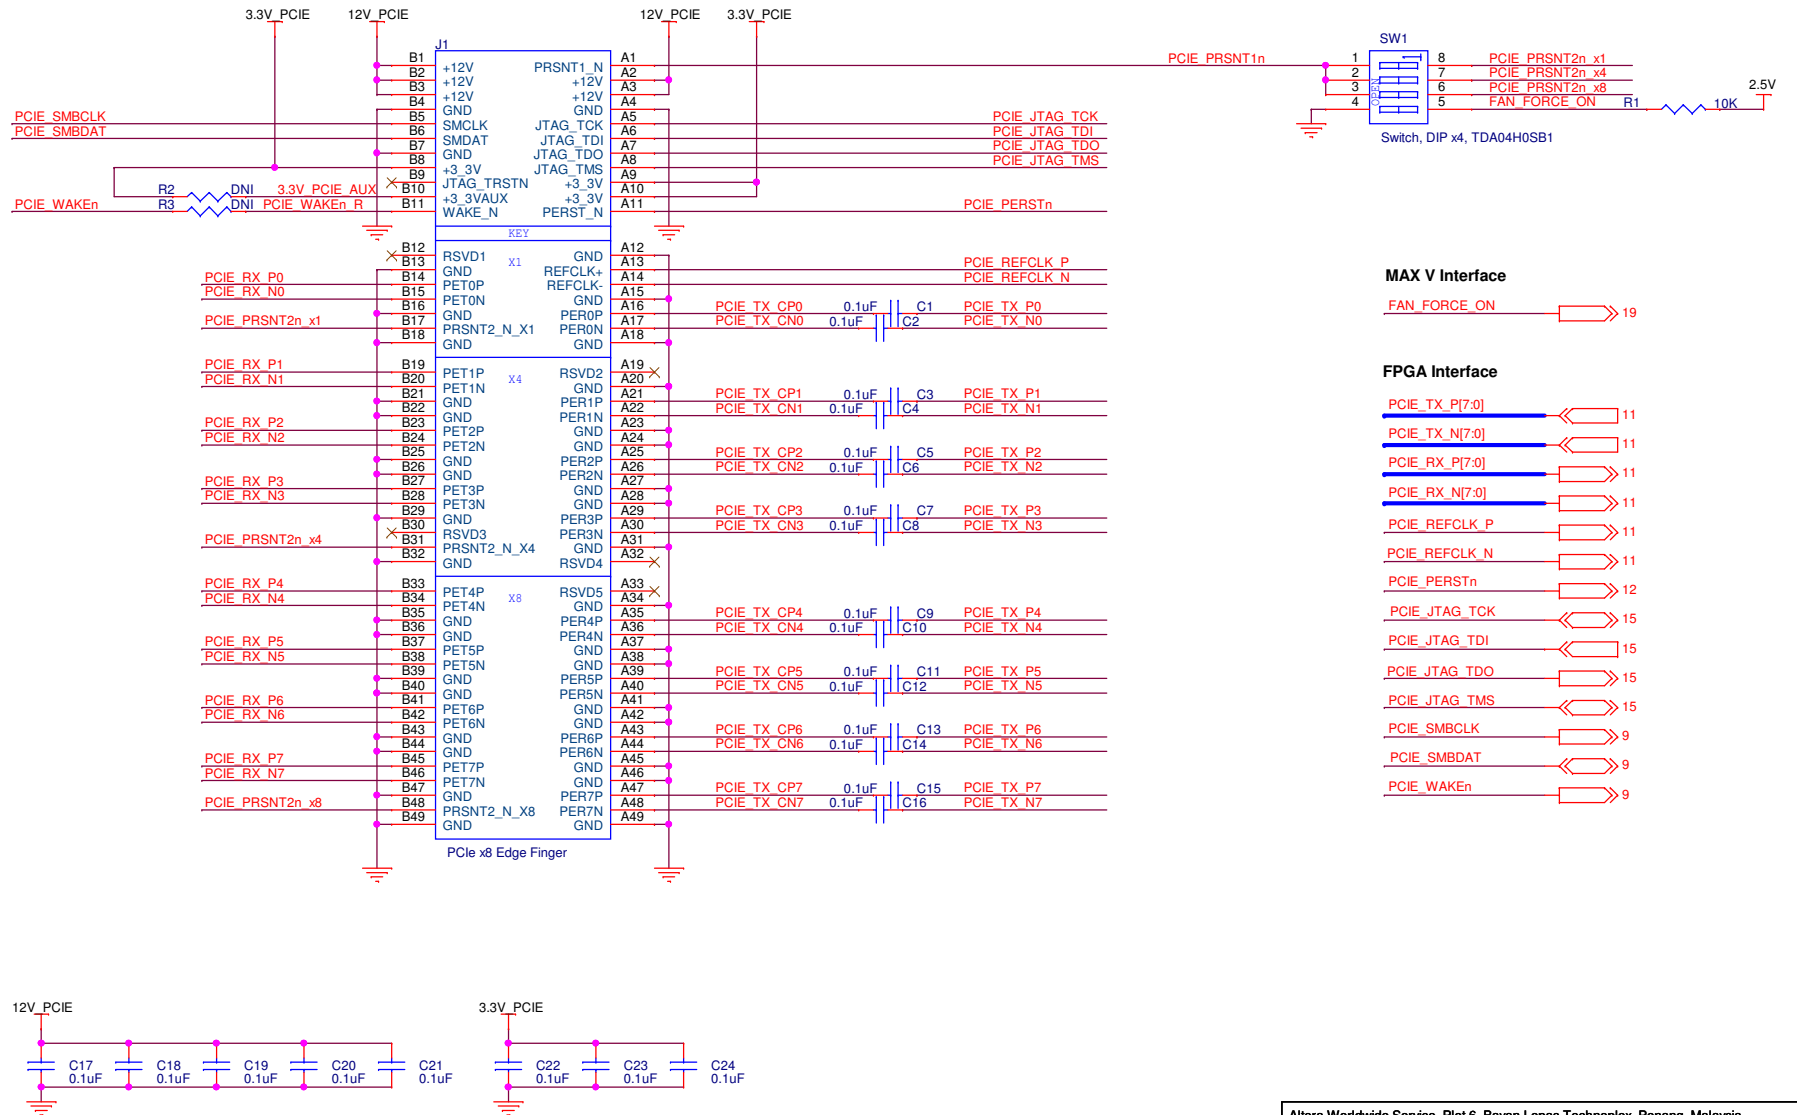 3.3V_PCIE 12V_PCIE 12V_PCIE 3.3V_PCIE
J1
B1 +12V PRSNT1_N A1
B2 +12V +12V A2
B3 +12V +12V A3
B4 GND GND A4
PCIE_SMBCLK B5 SMCLK JTAG_TCK A5 PCIE_JTAG_TCK
PCIE_SMBDAT B6 SMDAT JTAG_TDI A6 PCIE_JTAG_TDI
B7 GND JTAG_TDO A7 PCIE_JTAG_TDO
B8 +3_3V JTAG_TMS A8 PCIE_JTAG_TMS
B9 JTAG_TRSTN +3_3V A9
R2 DNI 3.3V_PCIE_AUX B10 +3_3VAUX +3_3V A10
PCIE_WAKEn R3 DNI PCIE_WAKEn_R B11 WAKE_N PERST_N A11 PCIE_PERSTn
KEY
B12 RSVD1 X1 GND A12
B13 GND REFCLK+ A13 PCIE_REFCLK_P
PCIE_RX_P0 B14 PET0P REFCLK- A14 PCIE_REFCLK_N
PCIE_RX_N0 B15 PET0N GND A15
B16 GND PER0P A16 PCIE_TX_CP0 0.1uF C1 PCIE_TX_P0
PCIE_PRSNT2n_x1 B17 PRSNT2_N_X1 PER0N A17 PCIE_TX_CN0 0.1uF C2 PCIE_TX_N0
B18 GND GND A18
PCIE_RX_P1 B19 PET1P X4 RSVD2 A19
PCIE_RX_N1 B20 PET1N GND A20
B21 GND PER1P A21 PCIE_TX_CP1 0.1uF C3 PCIE_TX_P1
B22 GND PER1N A22 PCIE_TX_CN1 0.1uF C4 PCIE_TX_N1
PCIE_RX_P2 B23 PET2P GND A23
PCIE_RX_N2 B24 PET2N GND A24
B25 GND PER2P A25 PCIE_TX_CP2 0.1uF C5 PCIE_TX_P2
B26 GND PER2N A26 PCIE_TX_CN2 0.1uF C6 PCIE_TX_N2
PCIE_RX_P3 B27 PET3P GND A27
PCIE_RX_N3 B28 PET3N GND A28
B29 GND PER3P A29 PCIE_TX_CP3 0.1uF C7 PCIE_TX_P3
B30 RSVD3 PER3N A30 PCIE_TX_CN3 0.1uF C8 PCIE_TX_N3
PCIE_PRSNT2n_x4 B31 PRSNT2_N_X4 GND A31
B32 GND RSVD4 A32
PCIE_RX_P4 B33 PET4P X8 RSVD5 A33
PCIE_RX_N4 B34 PET4N GND A34
B35 GND PER4P A35 PCIE_TX_CP4 0.1uF C9 PCIE_TX_P4
B36 GND PER4N A36 PCIE_TX_CN4 0.1uF C10 PCIE_TX_N4
PCIE_RX_P5 B37 PET5P GND A37
PCIE_RX_N5 B38 PET5N GND A38
B39 GND PER5P A39 PCIE_TX_CP5 0.1uF C11 PCIE_TX_P5
B40 GND PER5N A40 PCIE_TX_CN5 0.1uF C12 PCIE_TX_N5
PCIE_RX_P6 B41 PET6P GND A41
PCIE_RX_N6 B42 PET6N GND A42
B43 GND PER6P A43 PCIE_TX_CP6 0.1uF C13 PCIE_TX_P6
B44 GND PER6N A44 PCIE_TX_CN6 0.1uF C14 PCIE_TX_N6
PCIE_RX_P7 B45 PET7P GND A45
PCIE_RX_N7 B46 PET7N GND A46
B47 GND PER7P A47 PCIE_TX_CP7 0.1uF C15 PCIE_TX_P7
PCIE_PRSNT2n_x8 B48 PRSNT2_N_X8 PER7N A48 PCIE_TX_CN7 0.1uF C16 PCIE_TX_N7
B49 GND GND A49
PCIe x8 Edge Finger
SW1
PCIE_PRSNT1n 1 8 PCIE_PRSNT2n_x1
2 7 PCIE_PRSNT2n_x4
3 6 PCIE_PRSNT2n_x8
4 OPEN 5 FAN_FORCE_ON R1 10K 2.5V
Switch, DIP x4, TDA04H0SB1
MAX V Interface
FAN_FORCE_ON 19
FPGA Interface
PCIE_TX_P[7:0] 11
PCIE_TX_N[7:0] 11
PCIE_RX_P[7:0] 11
PCIE_RX_N[7:0] 11
PCIE_REFCLK_P 11
PCIE_REFCLK_N 11
PCIE_PERSTn 12
PCIE_JTAG_TCK 15
PCIE_JTAG_TDI 15
PCIE_JTAG_TDO 15
PCIE_JTAG_TMS 15
PCIE_SMBCLK 9
PCIE_SMBDAT 9
PCIE_WAKEn 9
12V_PCIE 3.3V_PCIE
C17 C18 C19 C20 C21 C22 C23 C24
0.1uF 0.1uF 0.1uF 0.1uF 0.1uF 0.1uF 0.1uF 0.1uF
Altera Worldwide Service, Plot 6, Bayan Lepas Technoplex, Penang, Malaysia